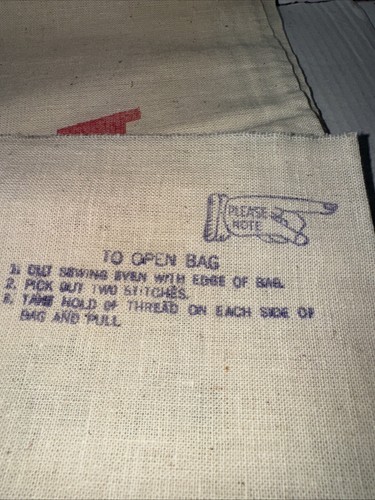 PLEASE
NOTE
TO OPEN BAG
1. CUT SEWING EVEN WITH EDGE OF BAG.
2. PICK OUT TWO STITCHES.
3. TAKE HOLD OF THREAD ON EACH SIDE OF
BAG AND PULL